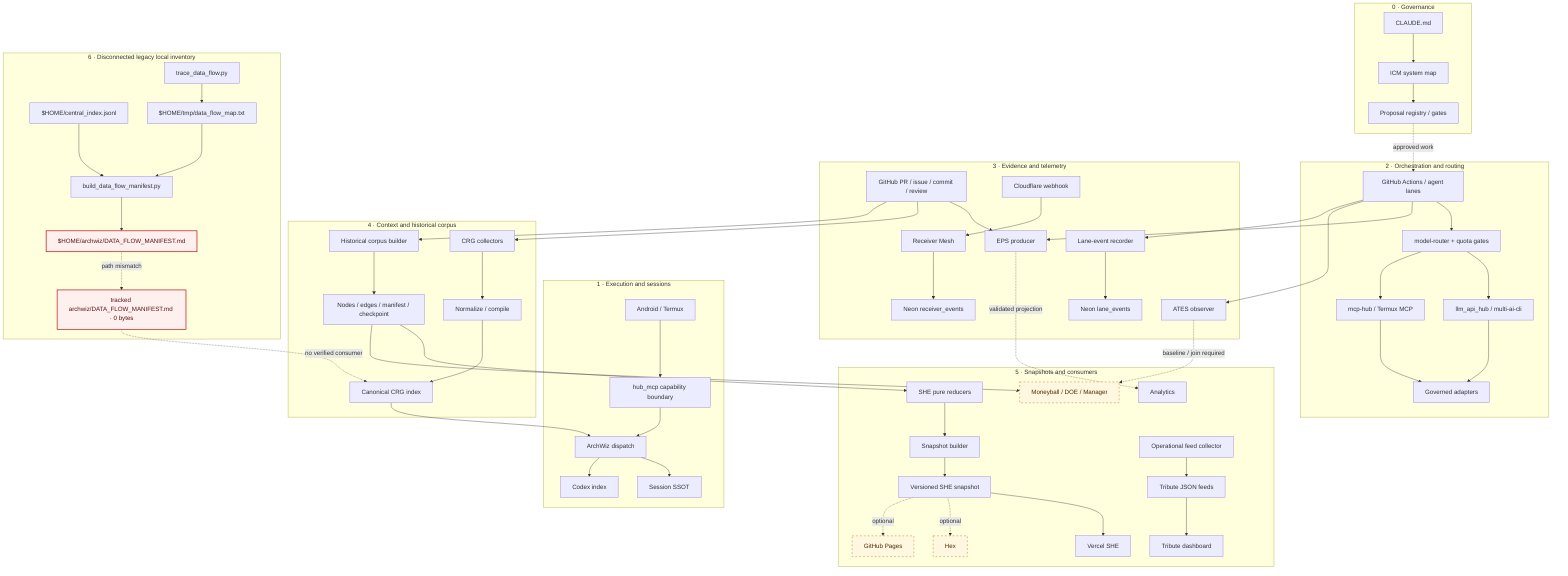 0 · Governance
CLAUDE.md
ICM system map
Proposal registry / gates
approved work
6 · Disconnected legacy local inventory
trace_data_flow.py
$HOME/central_index.jsonl
$HOME/tmp/data_flow_map.txt
build_data_flow_manifest.py
$HOME/archwiz/DATA_FLOW_MANIFEST.md
path mismatch
tracked
archwiz/DATA_FLOW_MANIFEST.md
· 0 bytes
no verified consumer
4 · Context and historical corpus
Historical corpus builder
CRG collectors
Nodes / edges / manifest /
checkpoint
Normalize / compile
Canonical CRG index
1 · Execution and sessions
Android / Termux
hub_mcp capability
boundary
ArchWiz dispatch
Codex index
Session SSOT
3 · Evidence and telemetry
GitHub PR / issue / commit
/ review
Cloudflare webhook
Receiver Mesh
EPS producer
Lane-event recorder
Neon receiver_events
validated projection
Neon lane_events
ATES observer
baseline / join required
2 · Orchestration and routing
GitHub Actions / agent
lanes
model-router + quota gates
mcp-hub / Termux MCP
llm_api_hub / multi-ai-cli
Governed adapters
5 · Snapshots and consumers
SHE pure reducers
Moneyball / DOE / Manager
Analytics
Snapshot builder
Operational feed collector
Versioned SHE snapshot
Tribute JSON feeds
optional
optional
GitHub Pages
Hex
Vercel SHE
Tribute dashboard